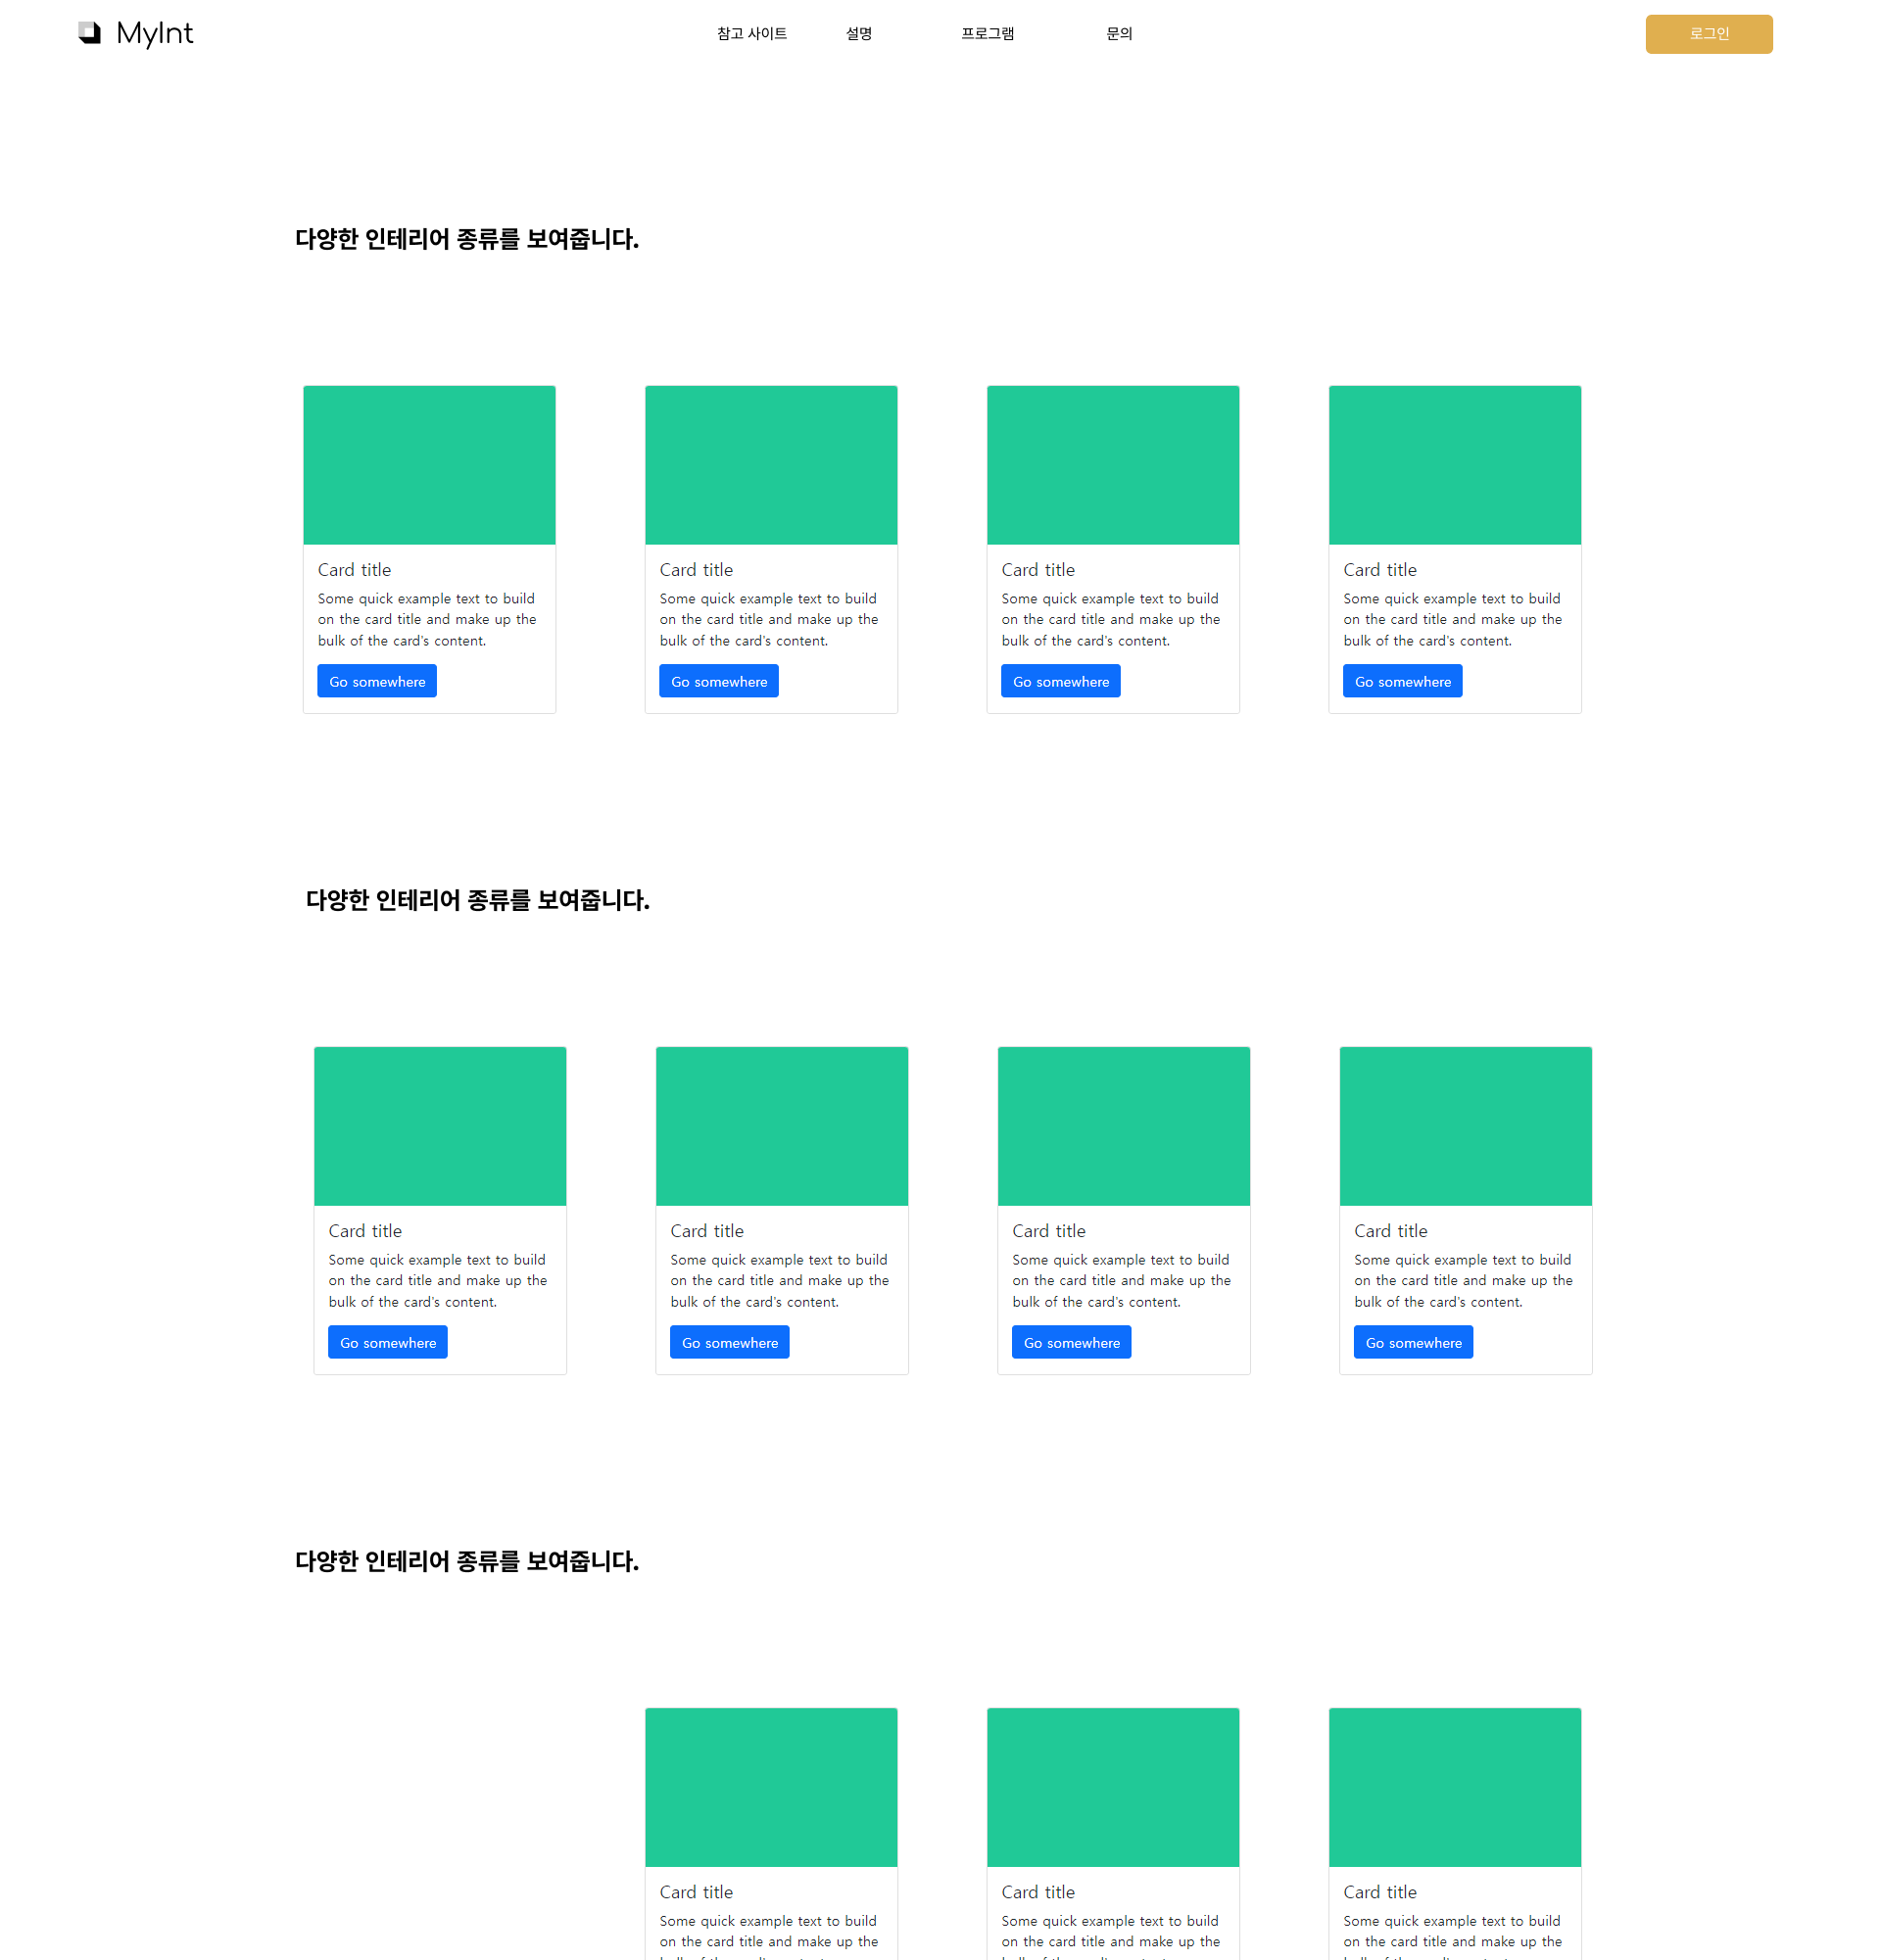 MyInt
참고 사이트 설명 프로그램 문의
로그인
다양한 인테리어 종류를 보여줍니다.
Card title
Some quick example text to build
on the card title and make up the
bulk of the card's content.
Go somewhere
Card title
Some quick example text to build
on the card title and make up the
bulk of the card's content.
Go somewhere
Card title
Some quick example text to build
on the card title and make up the
bulk of the card's content.
Go somewhere
Card title
Some quick example text to build
on the card title and make up the
bulk of the card's content.
Go somewhere
다양한 인테리어 종류를 보여줍니다.
Card title
Some quick example text to build
on the card title and make up the
bulk of the card's content.
Go somewhere
Card title
Some quick example text to build
on the card title and make up the
bulk of the card's content.
Go somewhere
Card title
Some quick example text to build
on the card title and make up the
bulk of the card's content.
Go somewhere
Card title
Some quick example text to build
on the card title and make up the
bulk of the card's content.
Go somewhere
다양한 인테리어 종류를 보여줍니다.
Card title
Some quick example text to build
on the card title and make up the
Card title
Some quick example text to build
on the card title and make up the
Card title
Some quick example text to build
on the card title and make up the